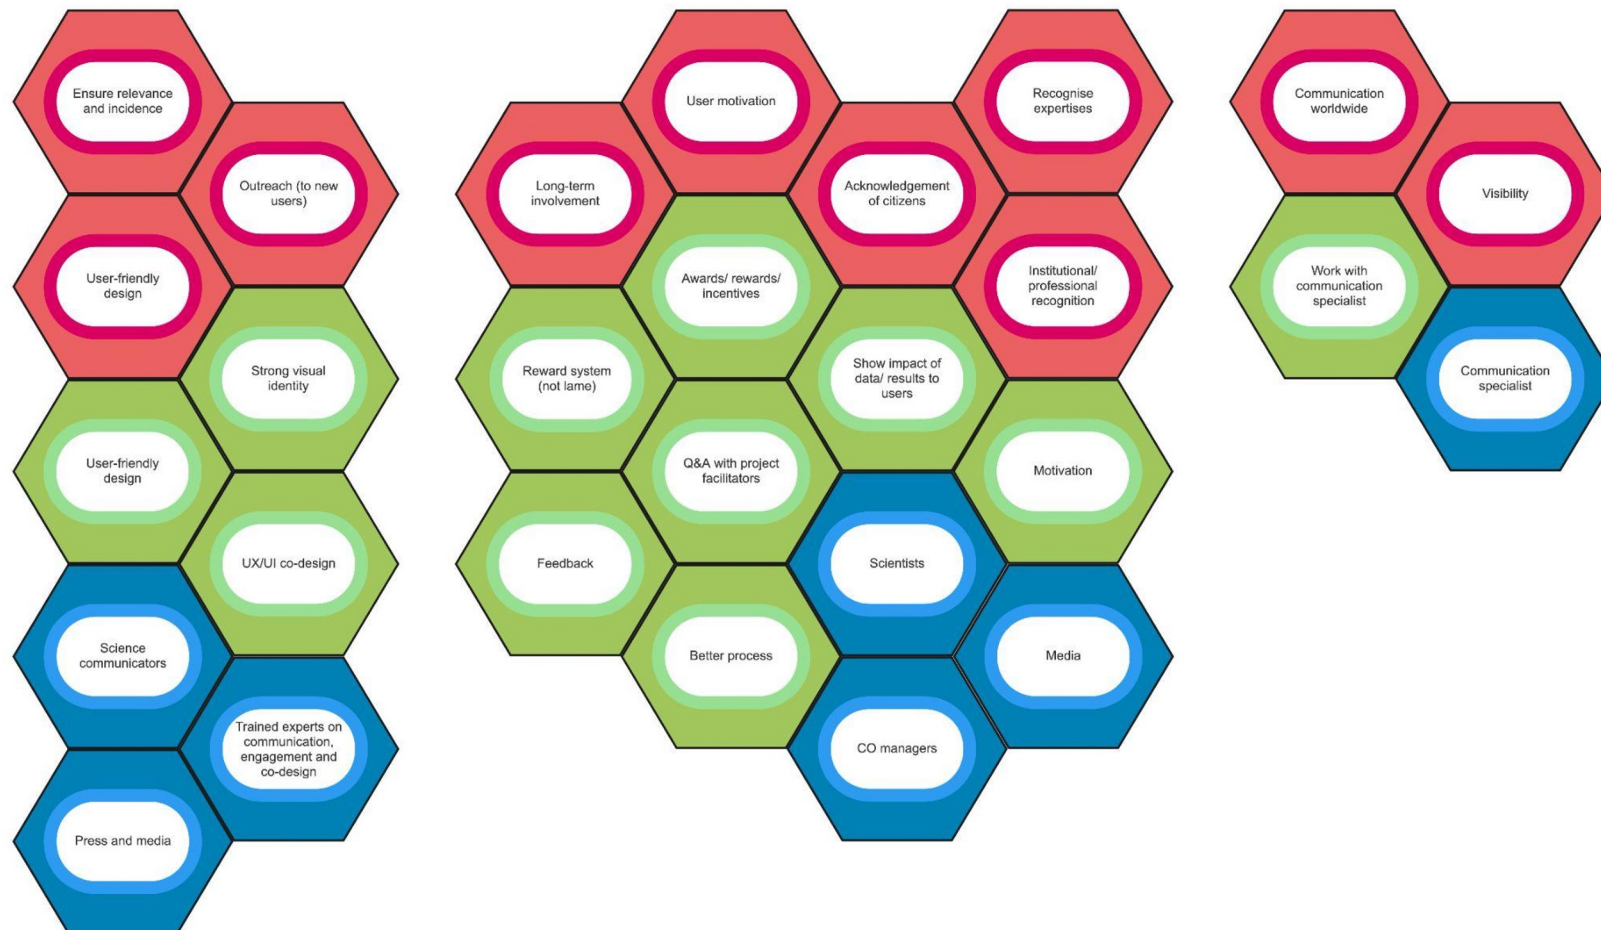 Ensure relevance
and incidence
Outreach (to new
users)
User-friendly
design
Strong visual
identity
User-friendly
design
UX/UI co-design
Science
communicators
Trained experts on
communication,
engagement and
co-design
Press and media
User motivation
Recognise
expertises
Long-term
involvement
Acknowledgement
of citizens
Awards/ rewards/
incentives
Institutional/
professional
recognition
Reward system
(not lame)
Show impact of
data/ results to
users
Q&A with project
facilitators
Motivation
Feedback
Scientists
Better process
Media
CO managers
Communication
worldwide
Visibility
Work with
communication
specialist
Communication
specialist